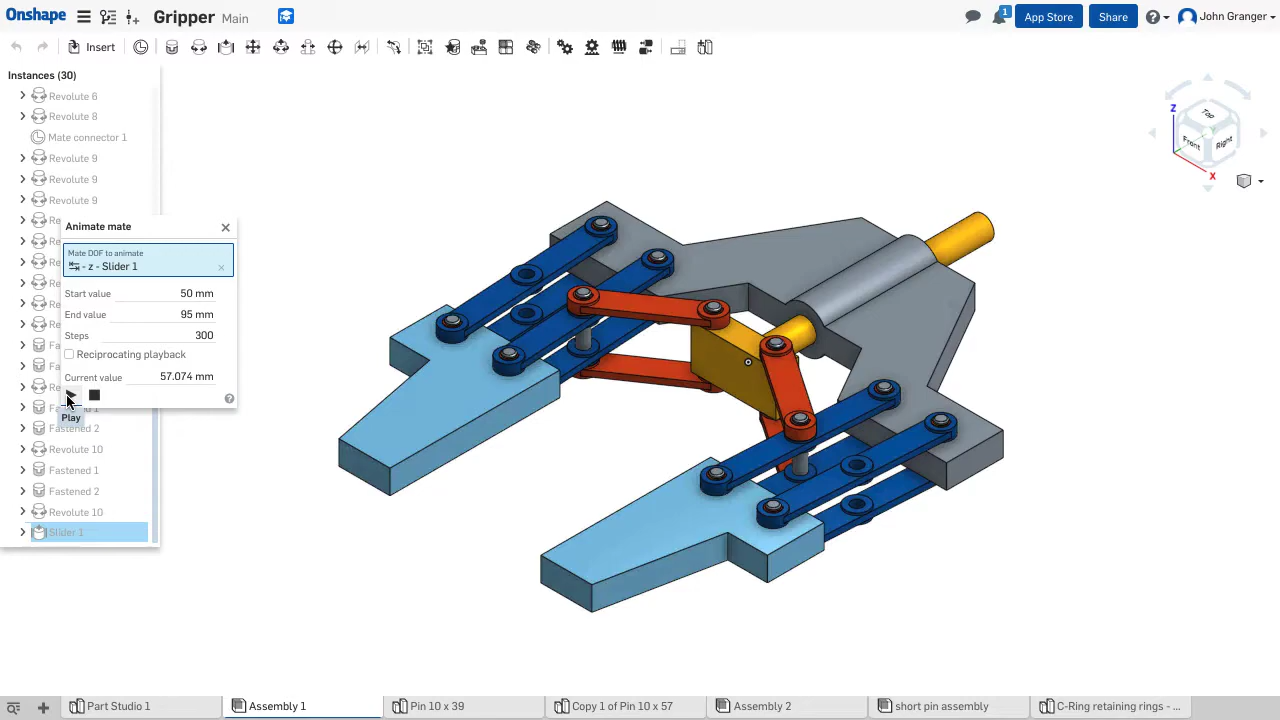 Onshape
Gripper Main
1
App Store
Share
John Granger
Insert
Instances (30)
Revolute 6
Revolute 8
Mate connector 1
Revolute 9
Revolute 9
Revolute 9
Animate mate
Mate DOF to animate
- z - Slider 1
Start value 50 mm
End value 95 mm
Steps 300
Reciprocating playback
Current value 57.074 mm
Play
Fastened 2
Revolute 10
Fastened 1
Fastened 2
Revolute 10
Slider 1
Z
Top
Front
Right
X
Part Studio 1
Assembly 1
Pin 10 x 39
Copy 1 of Pin 10 x 57
Assembly 2
short pin assembly
C-Ring retaining rings - ...